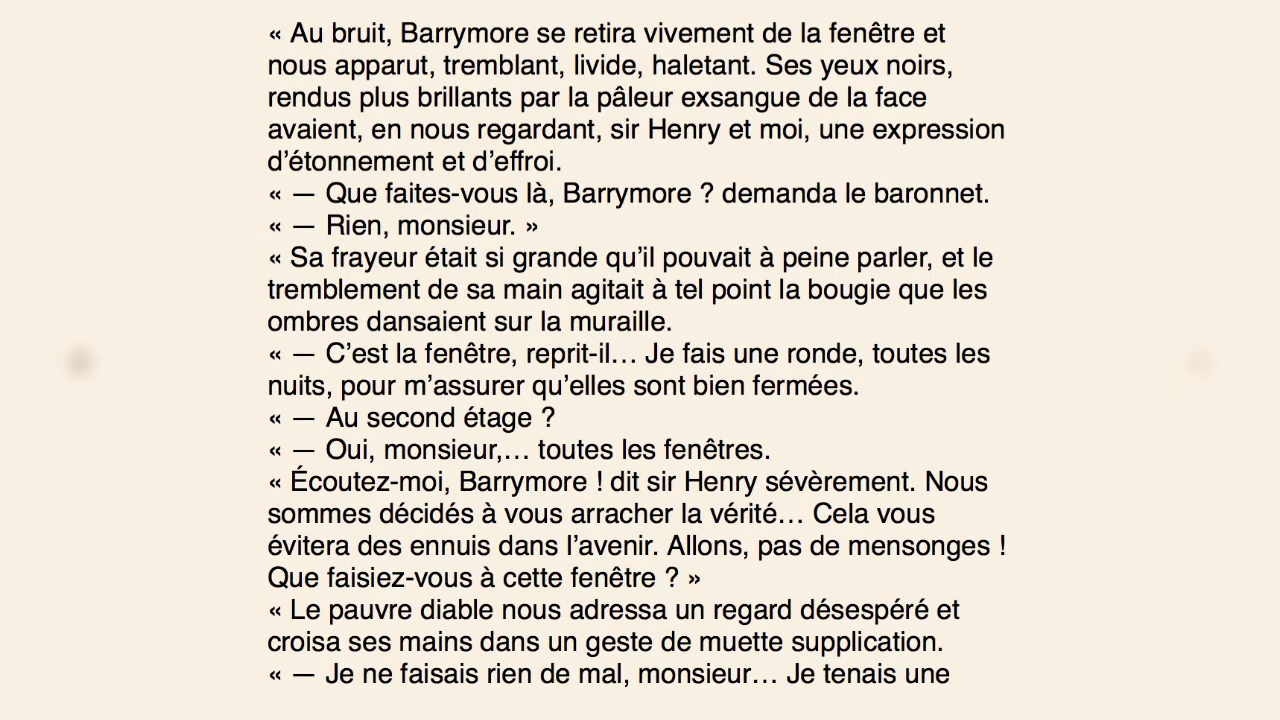 « Au bruit, Barrymore se retira vivement de la fenêtre et
nous apparut, tremblant, livide, haletant. Ses yeux noirs,
rendus plus brillants par la pâleur exsangue de la face
avaient, en nous regardant, sir Henry et moi, une expression
d’étonnement et d’effroi.
« — Que faites-vous là, Barrymore ? demanda le baronnet.
« — Rien, monsieur. »
« Sa frayeur était si grande qu’il pouvait à peine parler, et le
tremblement de sa main agitait à tel point la bougie que les
ombres dansaient sur la muraille.
« — C’est la fenêtre, reprit-il… Je fais une ronde, toutes les
nuits, pour m’assurer qu’elles sont bien fermées.
« — Au second étage ?
« — Oui, monsieur,… toutes les fenêtres.
« Écoutez-moi, Barrymore ! dit sir Henry sévèrement. Nous
sommes décidés à vous arracher la vérité… Cela vous
évitera des ennuis dans l’avenir. Allons, pas de mensonges !
Que faisiez-vous à cette fenêtre ? »
« Le pauvre diable nous adressa un regard désespéré et
croisa ses mains dans un geste de muette supplication.
« — Je ne faisais rien de mal, monsieur… Je tenais une